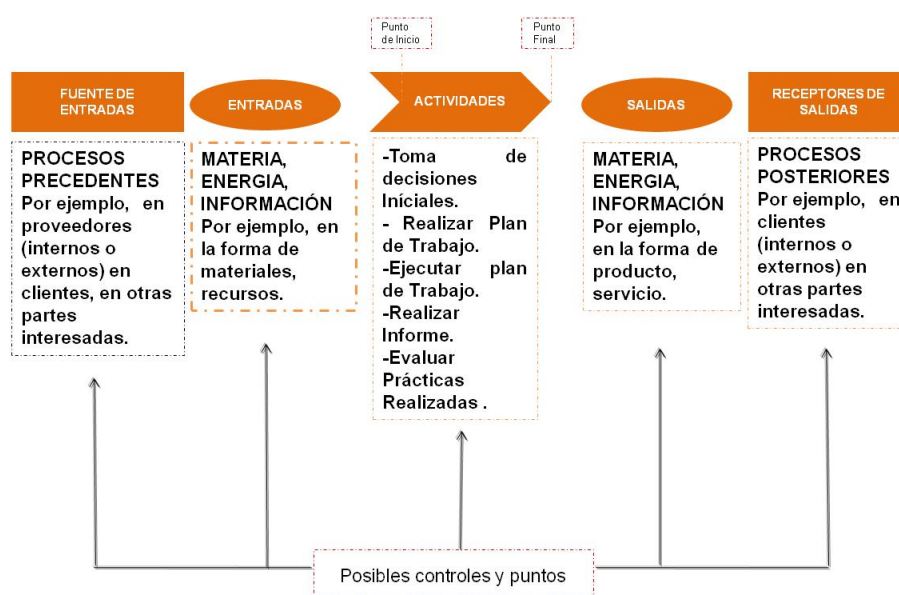 Punto
de Inicio
Punto
Final
FUENTE DE
ENTRADAS
ENTRADAS
ACTIVIDADES
SALIDAS
RECEPTORES DE
SALIDAS
PROCESOS
PRECEDENTES
Por ejemplo, en
proveedores
(internos o
externos) en
clientes, en otras
partes
interesadas.
MATERIA,
ENERGIA,
INFORMACIÓN
Por ejemplo, en
la forma de
materiales,
recursos.
-Toma de
decisiones
Iníciales.
- Realizar Plan
de Trabajo.
-Ejecutar plan
de Trabajo.
-Realizar
Informe.
-Evaluar
Prácticas
Realizadas .
MATERIA,
ENERGIA,
INFORMACIÓN
Por ejemplo,
en la forma de
producto,
servicio.
PROCESOS
POSTERIORES
Por ejemplo, en
clientes
(internos o
externos) en
otras partes
interesadas.
Posibles controles y puntos